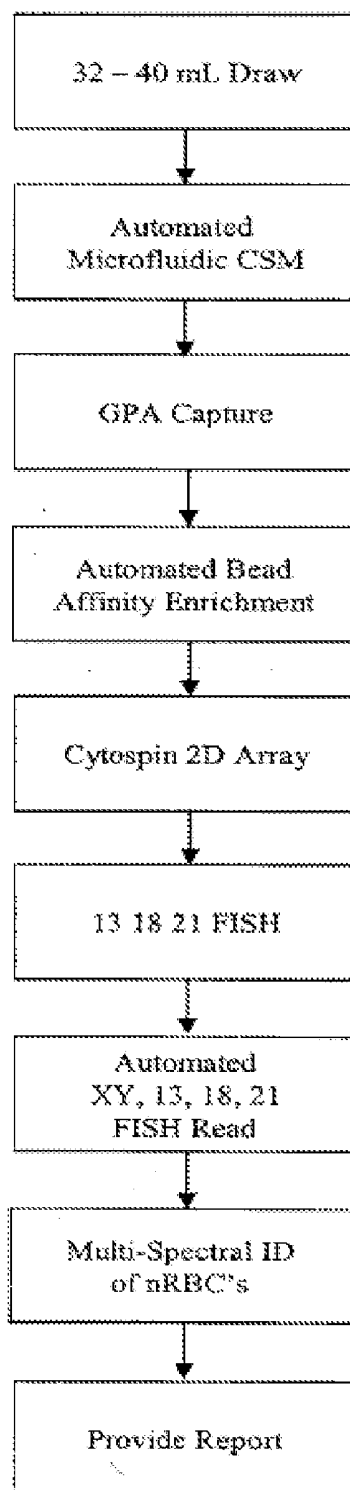 32 – 40 mL Draw
Automated
Microfluidic CSM
GPA Capture
Automated Bead
Affinity Enrichment
Cytospin 2D Array
13 18 21 FISH
Automated
XY, 13, 18, 21
FISH Read
Multi-Spectral ID
of nRBC's
Provide Report